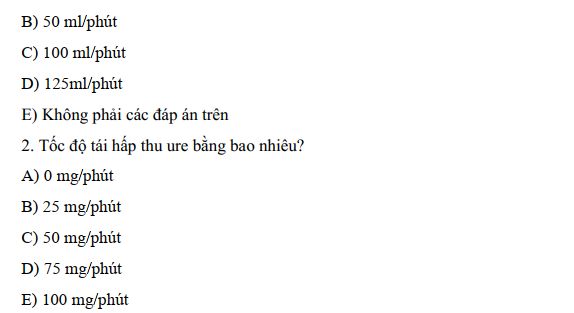 B) 50 ml/phút
C) 100 ml/phút
D) 125ml/phút
E) Không phải các đáp án trên
2. Tốc độ tái hấp thu ure bằng bao nhiêu?
A) 0 mg/phút
B) 25 mg/phút
C) 50 mg/phút
D) 75 mg/phút
E) 100 mg/phút